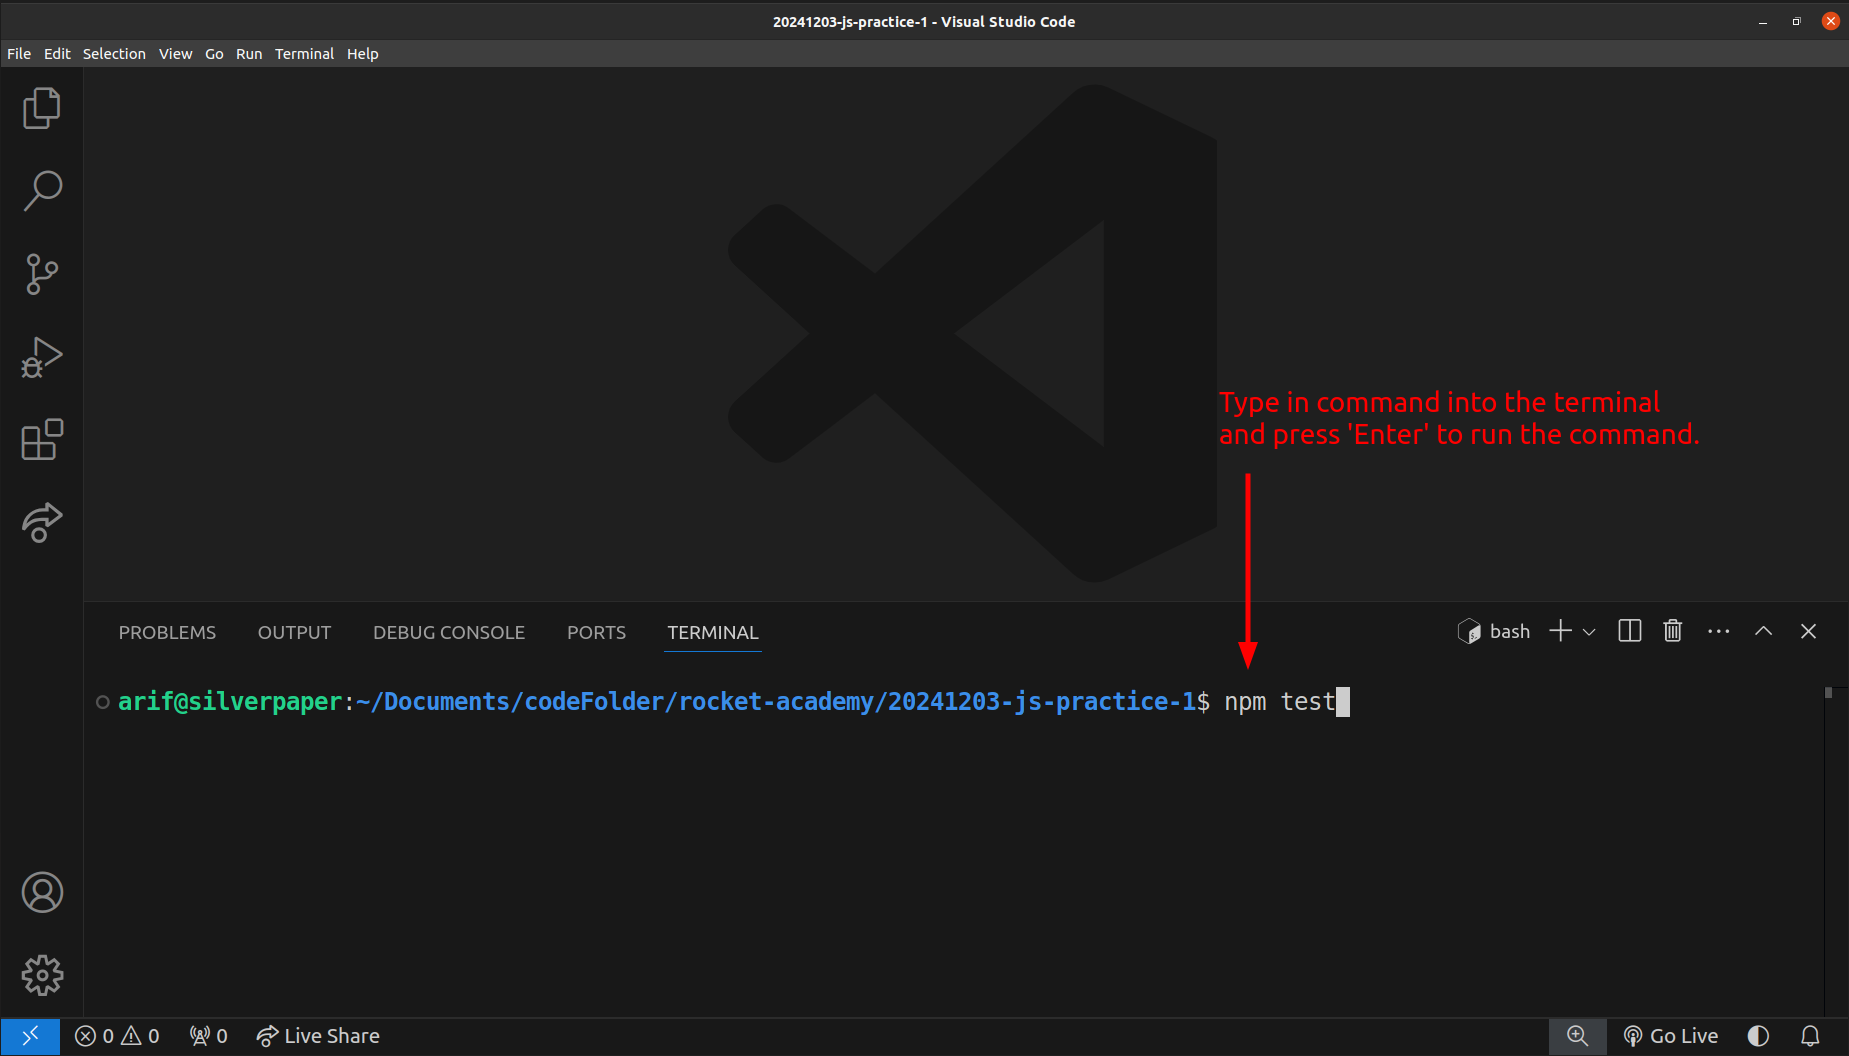 20241203-js-practice-1 - Visual Studio Code
File Edit Selection View Go Run Terminal Help
Type in command into the terminal
and press 'Enter' to run the command.
PROBLEMS OUTPUT DEBUG CONSOLE PORTS TERMINAL
bash
arif@silverpaper:~/Documents/codeFolder/rocket-academy/20241203-js-practice-1$ npm test
0 0 0 Live Share Go Live